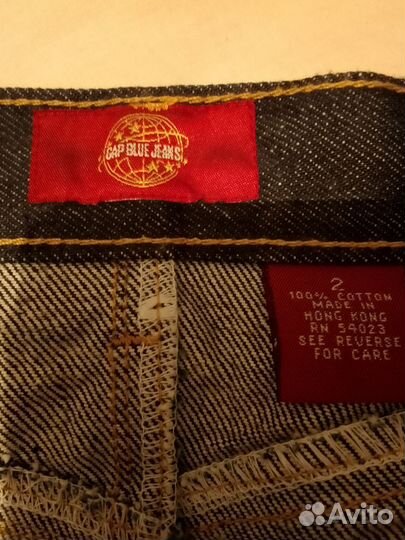 GAP BLUE JEANS
2
100% COTTON
MADE IN
HONG KONG
RN 54023
SEE REVERSE
FOR CARE
Avito